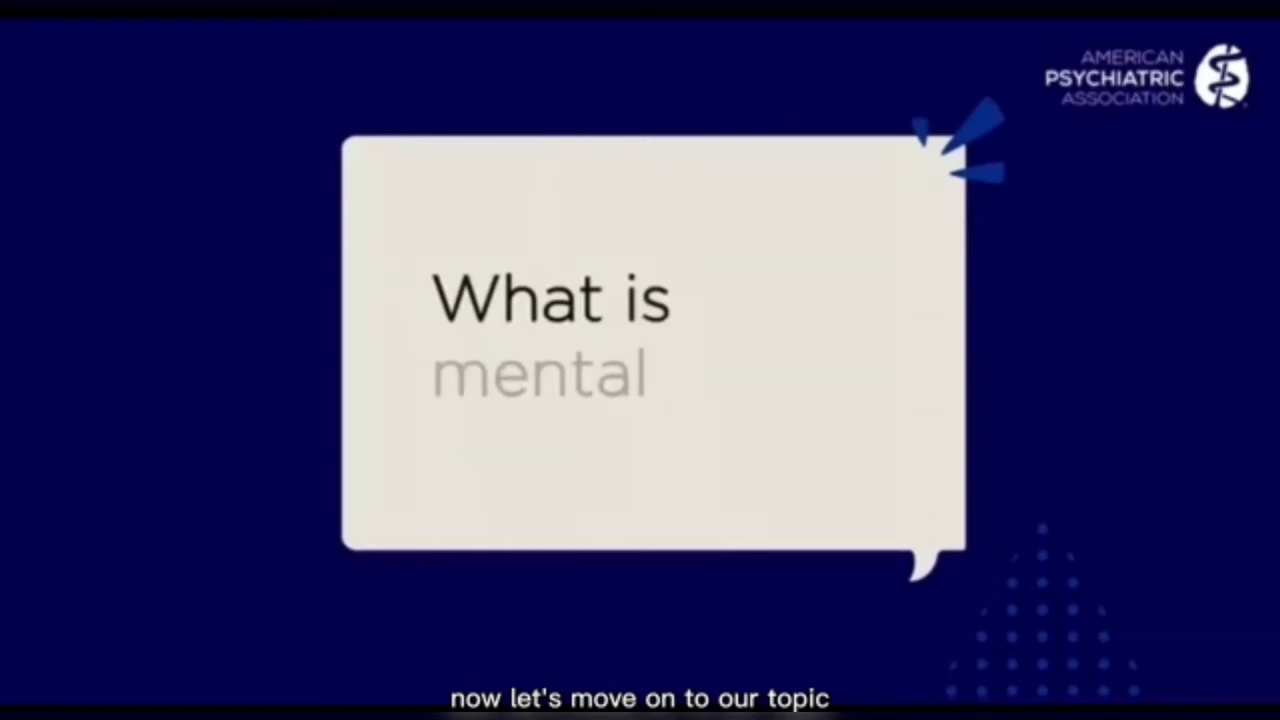 AMERICAN
PSYCHIATRIC
ASSOCIATION
What is
mental
now let's move on to our topic